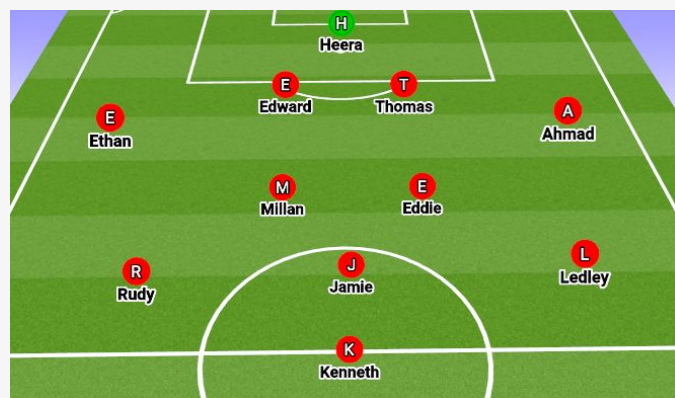 H
Heera
E
Edward
T
Thomas
E
Ethan
A
Ahmad
M
Millan
E
Eddie
R
Rudy
J
Jamie
L
Ledley
K
Kenneth